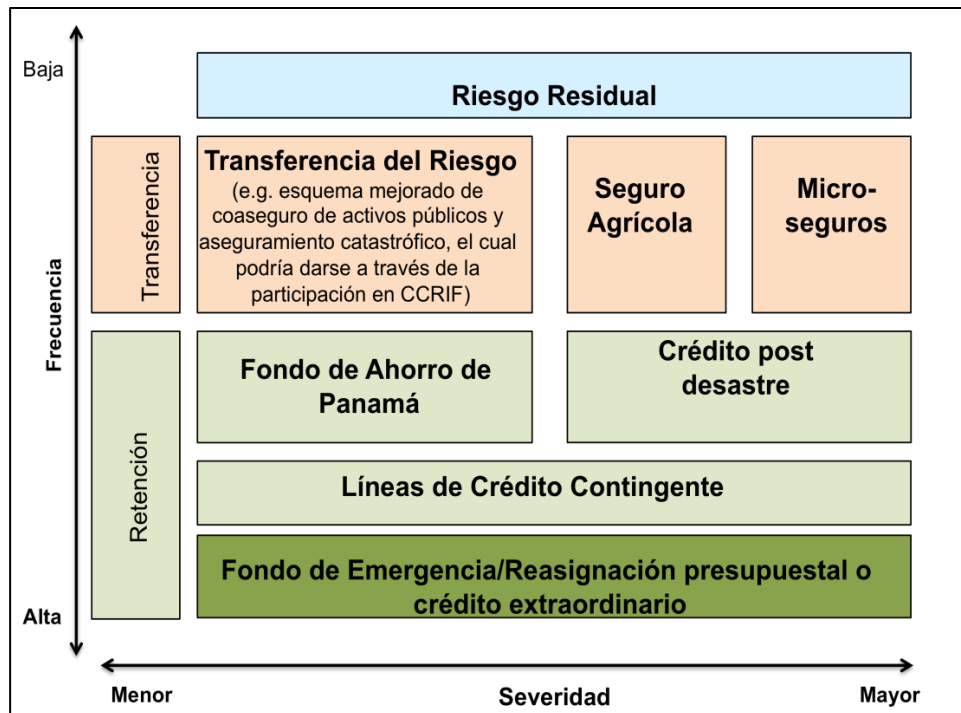 Baja
Riesgo Residual
Frecuencia
Transferencia
Transferencia del Riesgo
(e.g. esquema mejorado de
coaseguro de activos públicos y
aseguramiento catastrófico, el cual
podría darse a través de la
participación en CCRIF)
Seguro
Agrícola
Micro-
seguros
Retención
Fondo de Ahorro de
Panamá
Crédito post
desastre
Líneas de Crédito Contingente
Fondo de Emergencia/Reasignación presupuestal o
crédito extraordinario
Alta
Menor
Severidad
Mayor